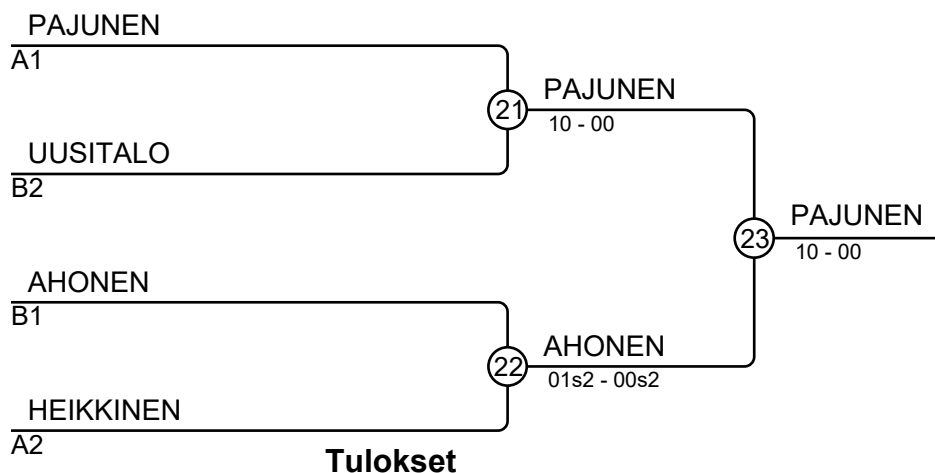 PAJUNEN
A1
21
PAJUNEN
10 - 00
UUSITALO
B2
23
PAJUNEN
10 - 00
AHONEN
B1
22
AHONEN
01s2 - 00s2
HEIKKINEN
A2
Tulokset